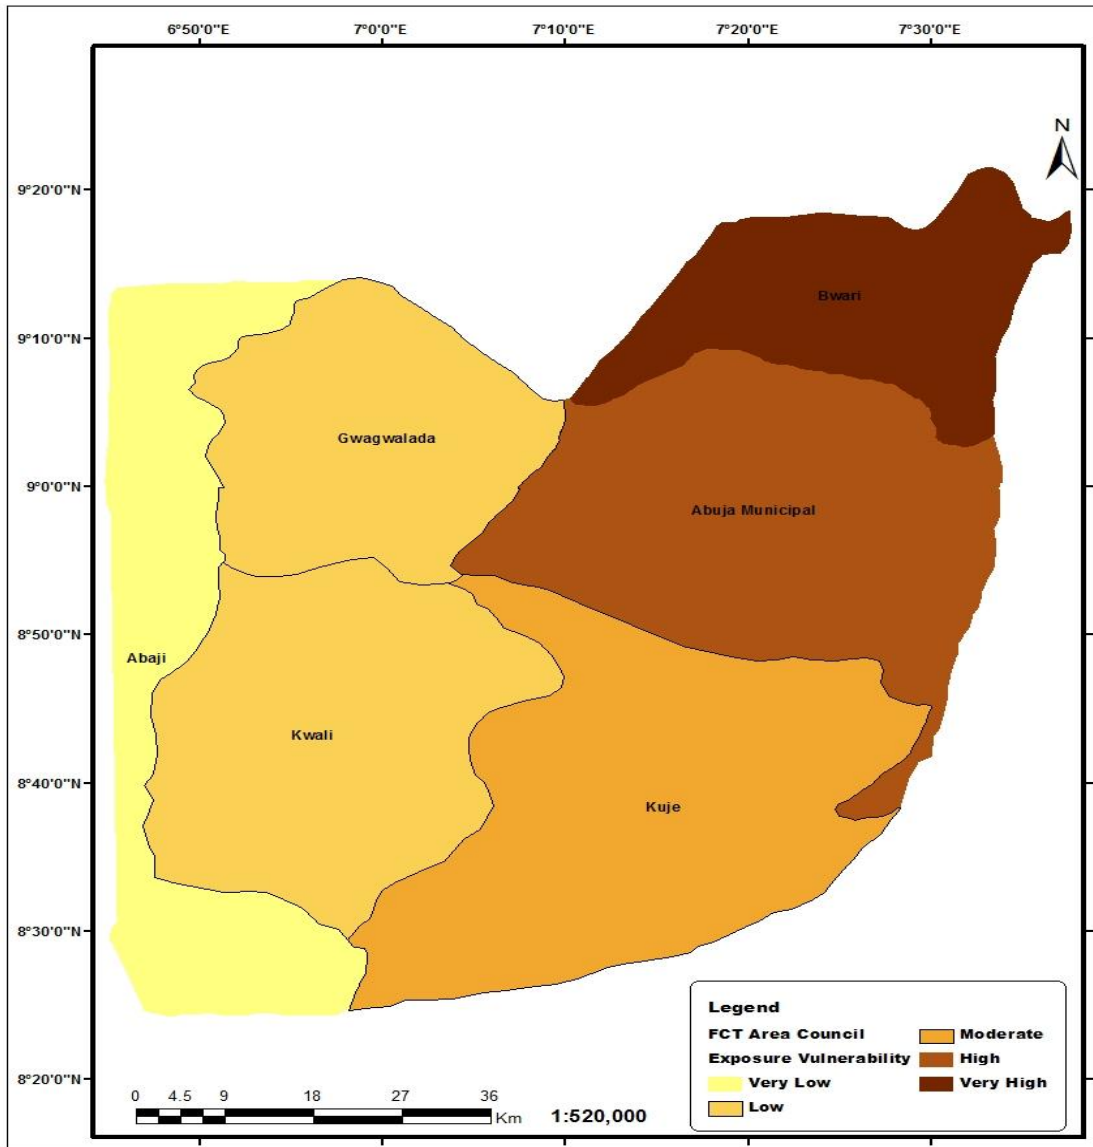 6°50'0"E 7°0'0"E 7°10'0"E 7°20'0"E 7°30'0"E
N
9°20'0"N
Bwari
9°10'0"N
Gwagwalada
9°0'0"N
Abuja Municipal
8°50'0"N
Abaji
Kwali
8°40'0"N
Kuje
8°30'0"N
Legend
FCT Area Council
Exposure Vulnerability
Very Low
Low
Moderate
High
Very High
8°20'0"N
0 4.5 9 18 27 36
Km
1:520,000